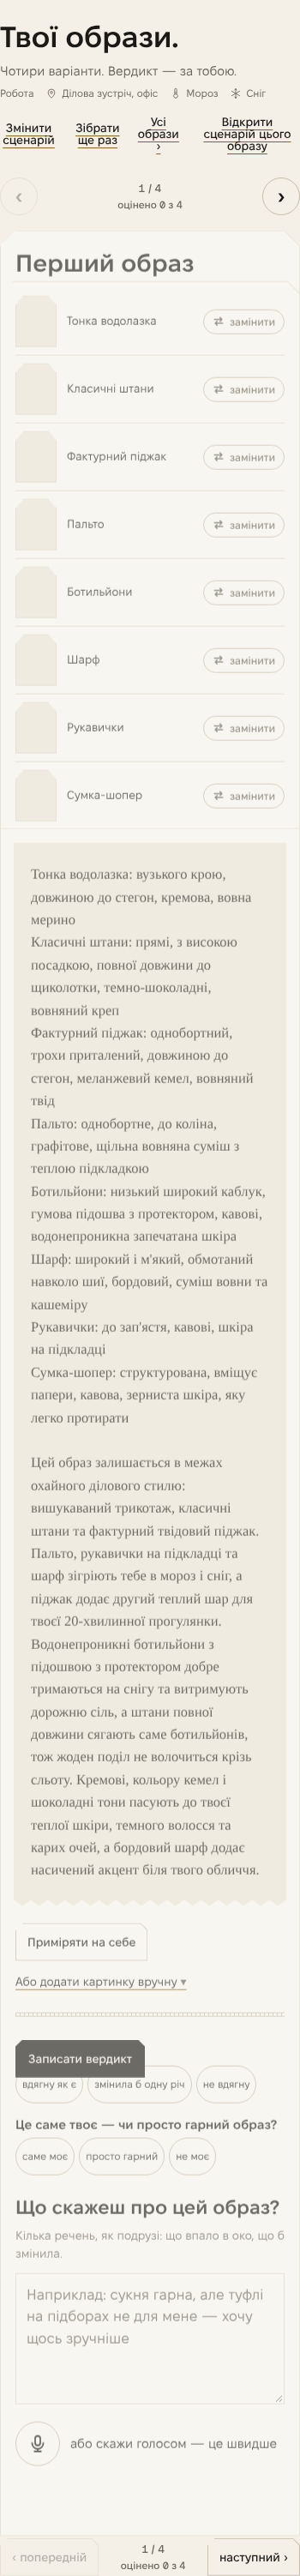 Твої образи.
Чотири варіанти. Вердикт — за тобою.
Робота Ділова зустріч, офіс Мороз Сніг
Змінити сценарій
Зібрати ще раз
Усі образи ›
Відкрити сценарій цього образу
‹
1 / 4
оцінено 0 з 4
›
Перший образ
Тонка водолазка
замінити
Класичні штани
замінити
Фактурний піджак
замінити
Пальто
замінити
Ботильйони
замінити
Шарф
замінити
Рукавички
замінити
Сумка-шопер
замінити
Тонка водолазка: вузького крою,
довжиною до стегон, кремова, вовна
мерино
Класичні штани: прямі, з високою
посадкою, повної довжини до
щиколотки, темно-шоколадні,
вовняний креп
Фактурний піджак: однобортний,
трохи приталений, довжиною до
стегон, меланжевий кемел, вовняний
твід
Пальто: однобортне, до коліна,
графітове, щільна вовняна суміш з
теплою підкладкою
Ботильйони: низький широкий каблук,
гумова підошва з протектором, кавові,
водонепроникна запечатана шкіра
Шарф: широкий і м'який, обмотаний
навколо шиї, бордовий, суміш вовни та
кашеміру
Рукавички: до зап'ястя, кавові, шкіра
на підкладці
Сумка-шопер: структурована, вміщує
папери, кавова, зерниста шкіра, яку
легко протирати
Цей образ залишається в межах
охайного ділового стилю:
вишуканий трикотаж, класичні
штани та фактурний твідовий піджак.
Пальто, рукавички на підкладці та
шарф зігріють тебе в мороз і сніг, а
піджак додає другий теплий шар для
твоєї 20-хвилинної прогулянки.
Водонепроникні ботильйони з
підошвою з протектором добре
тримаються на снігу та витримують
дорожню сіль, а штани повної
довжини сягають саме ботильйонів,
тож жоден поділ не волочиться крізь
сльоту. Кремові, кольору кемел і
шоколадні тони пасують до твоєї
теплої шкіри, темного волосся та
карих очей, а бордовий шарф додає
насичений акцент біля твого обличчя.
Приміряти на себе
Або додати картинку вручну ▾
Записати вердикт
вдягну як є
змінила б одну річ
не вдягну
Це саме твоє — чи просто гарний образ?
саме моє
просто гарний
не моє
Що скажеш про цей образ?
Кілька речень, як подрузі: що впало в око, що б
змінила.
Наприклад: сукня гарна, але туфлі
на підборах не для мене — хочу
щось зручніше
або скажи голосом — це швидше
‹ попередній
1 / 4
оцінено 0 з 4
наступний ›